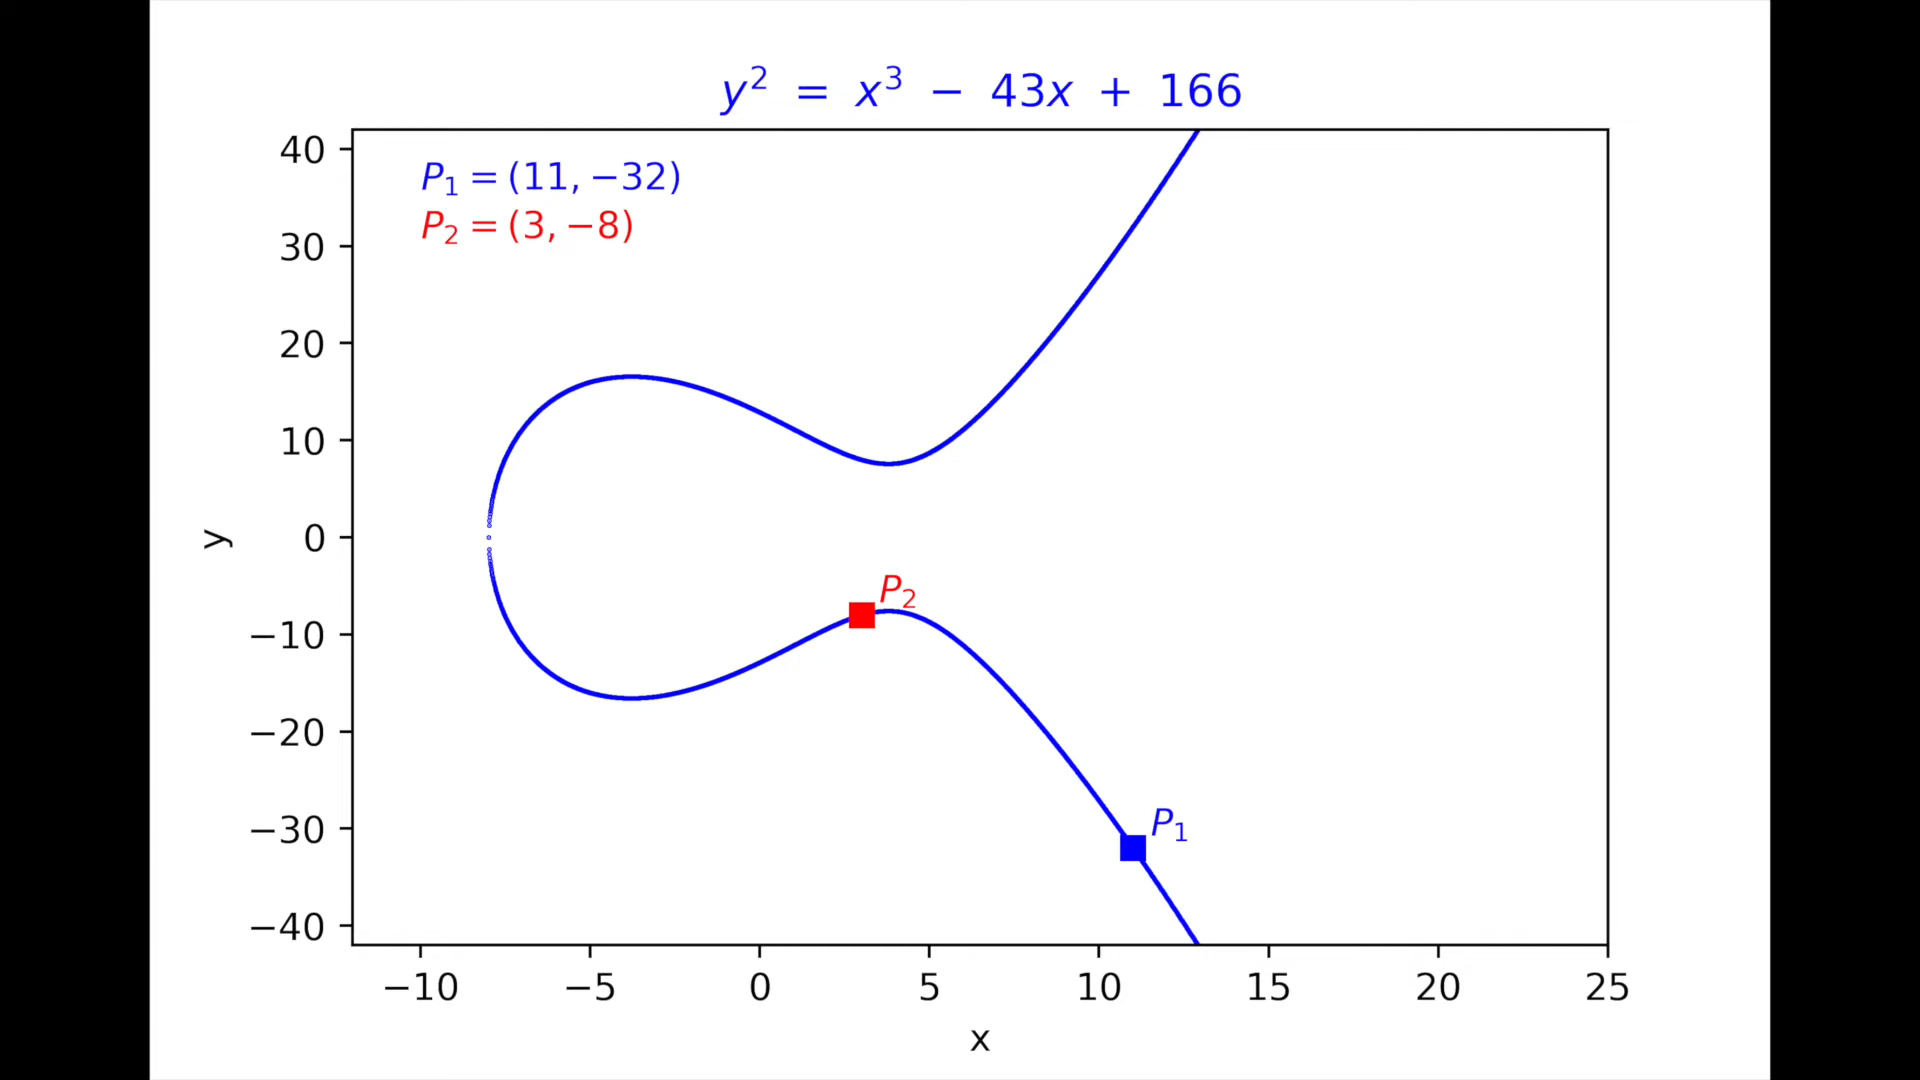 y² = x³ − 43x + 166
P₁ = (11, −32)
P₂ = (3, −8)
40
30
20
10
0
−10
−20
−30
−40
y
P₂
P₁
−10 −5 0 5 10 15 20 25
x